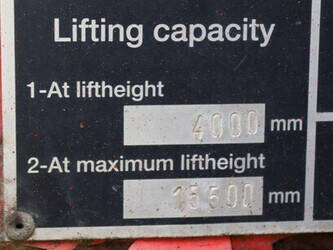 Lifting capacity
1-At liftheight
4000 mm
2-At maximum liftheight
15500 mm